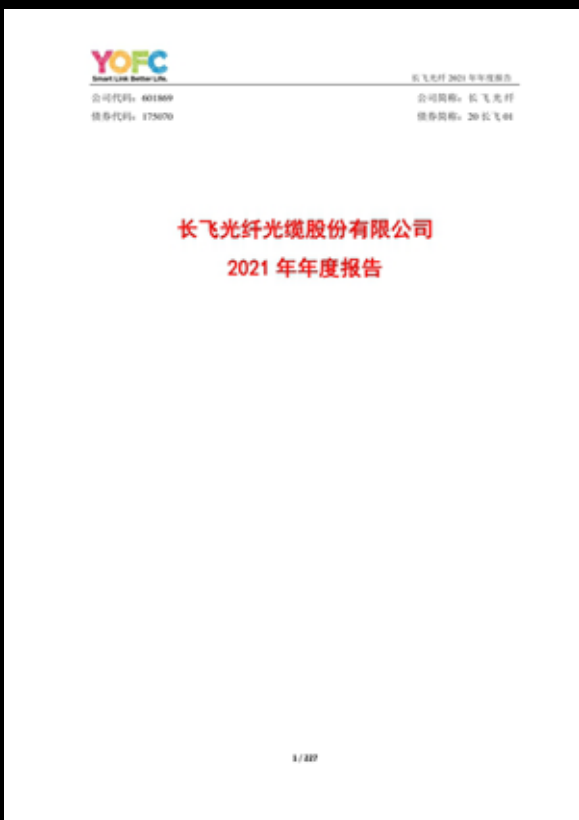 YOFC
Smart Link Better Life.
长飞光纤 2021 年年度报告
公司代码：601869 公司简称：长飞光纤
债券代码：175070 债券简称：20 长飞 01
长飞光纤光缆股份有限公司
2021 年年度报告
1 / 227